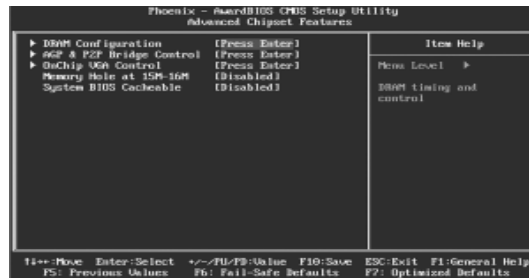 Phoenix - AwardBIOS CMOS Setup Utility
Advanced Chipset Features
▶ DRAM Configuration [Press Enter]
▶ AGP & P2P Bridge Control [Press Enter]
▶ OnChip VGA Control [Press Enter]
Memory Hole at 15M-16M [Disabled]
System BIOS Cacheable [Disabled]
Item Help
Menu Level ▶
DRAM timing and
control
↑↓→←:Move Enter:Select +/-/PU/PD:Value F10:Save ESC:Exit F1:General Help
F5: Previous Values F6: Fail-Safe Defaults F7: Optimized Defaults